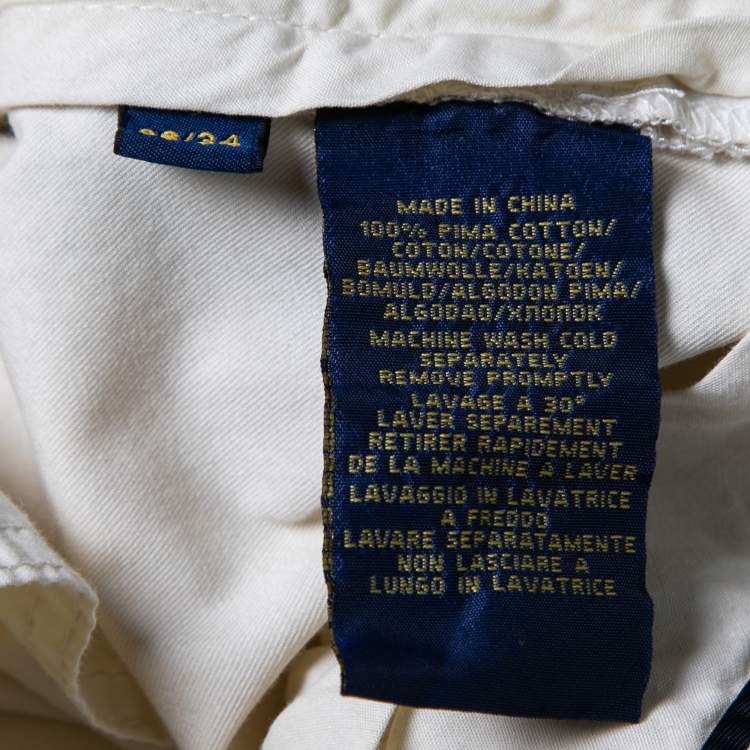 /34
MADE IN CHINA
100% PIMA COTTON/
COTON/COTONE/
BAUMWOLLE/KATOEN/
BOMULD/ALGODON PIMA/
ALGODAO/ХЛОПОК
MACHINE WASH COLD
SEPARATELY
REMOVE PROMPTLY
LAVAGE A 30°
LAVER SEPAREMENT
RETIRER RAPIDEMENT
DE LA MACHINE A LAVER
LAVAGGIO IN LAVATRICE
A FREDDO
LAVARE SEPARATAMENTE
NON LASCIARE A
LUNGO IN LAVATRICE